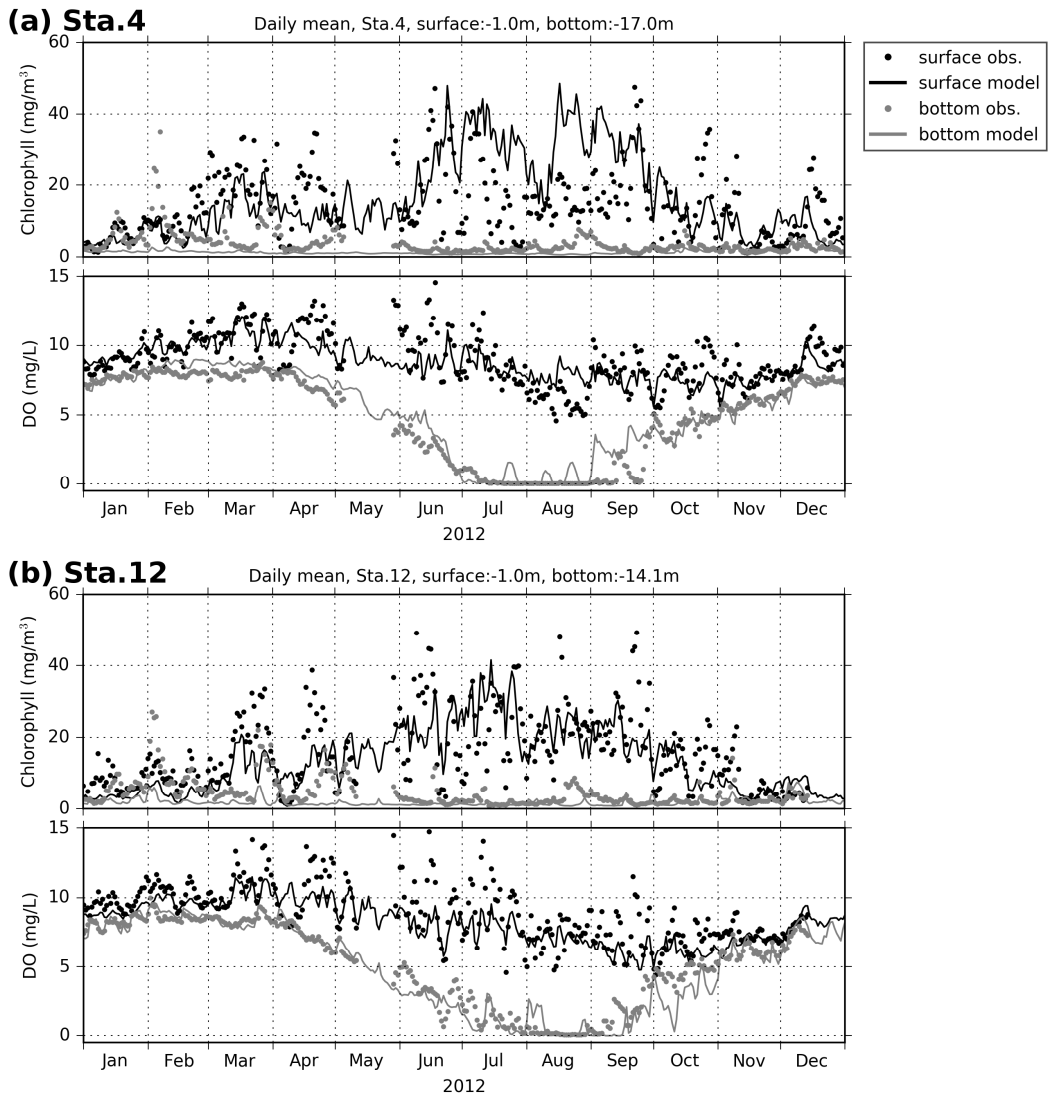 (a) Sta.4
Daily mean, Sta.4, surface:-1.0m, bottom:-17.0m
60
40
20
0
Chlorophyll (mg/m³)
surface obs.
surface model
bottom obs.
bottom model
15
10
5
0
DO (mg/L)
Jan Feb Mar Apr May Jun Jul Aug Sep Oct Nov Dec
2012
(b) Sta.12
Daily mean, Sta.12, surface:-1.0m, bottom:-14.1m
60
40
20
0
Chlorophyll (mg/m³)
15
10
5
0
DO (mg/L)
Jan Feb Mar Apr May Jun Jul Aug Sep Oct Nov Dec
2012